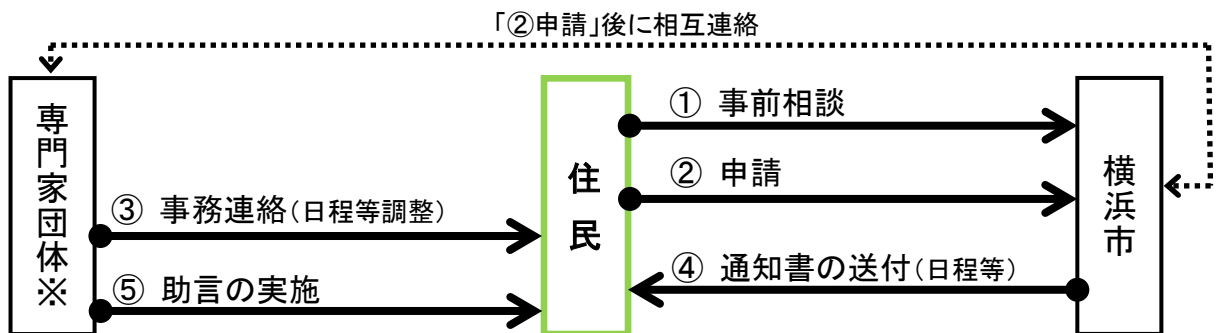 「②申請」後に相互連絡
専門家団体※
住民
横浜市
① 事前相談
② 申請
③ 事務連絡(日程等調整)
④ 通知書の送付(日程等)
⑤ 助言の実施